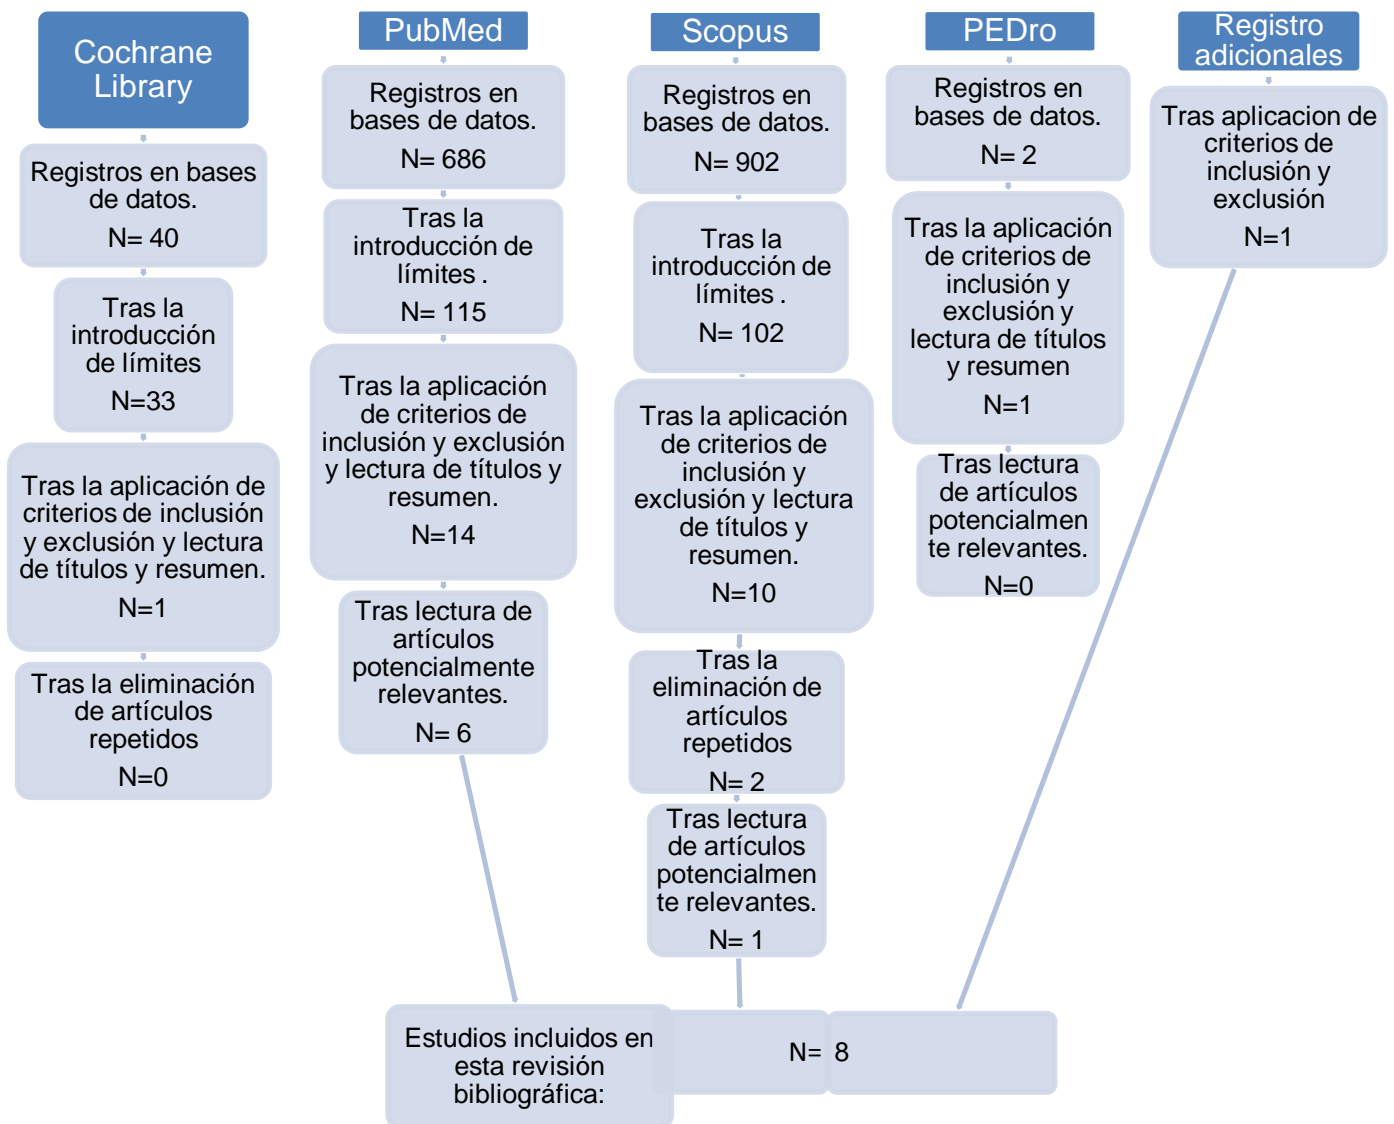 Cochrane
Library
Registros en bases
de datos.
N= 40
Tras la
introducción
de límites
N=33
Tras la aplicación de
criterios de inclusión
y exclusión y lectura
de títulos y resumen.
N=1
Tras la eliminación
de artículos
repetidos
N=0
PubMed
Registros en
bases de datos.
N= 686
Tras la
introducción de
límites .
N= 115
Tras la aplicación
de criterios de
inclusión y exclusión
y lectura de títulos y
resumen.
N=14
Tras lectura de
artículos
potencialmente
relevantes.
N= 6
Scopus
Registros en
bases de datos.
N= 902
Tras la
introducción de
límites .
N= 102
Tras la aplicación
de criterios de
inclusión y
exclusión y lectura
de títulos y
resumen.
N=10
Tras la
eliminación de
artículos
repetidos
N= 2
Tras lectura
de artículos
potencialmen
te relevantes.
N= 1
PEDro
Registros en
bases de datos.
N= 2
Tras la aplicación
de criterios de
inclusión y
exclusión y
lectura de títulos
y resumen
N=1
Tras lectura
de artículos
potencialmen
te relevantes.
N=0
Registro
adicionales
Tras aplicacion de
criterios de
inclusión y
exclusión
N=1
Estudios incluidos en
esta revisión
bibliográfica:
N= 8